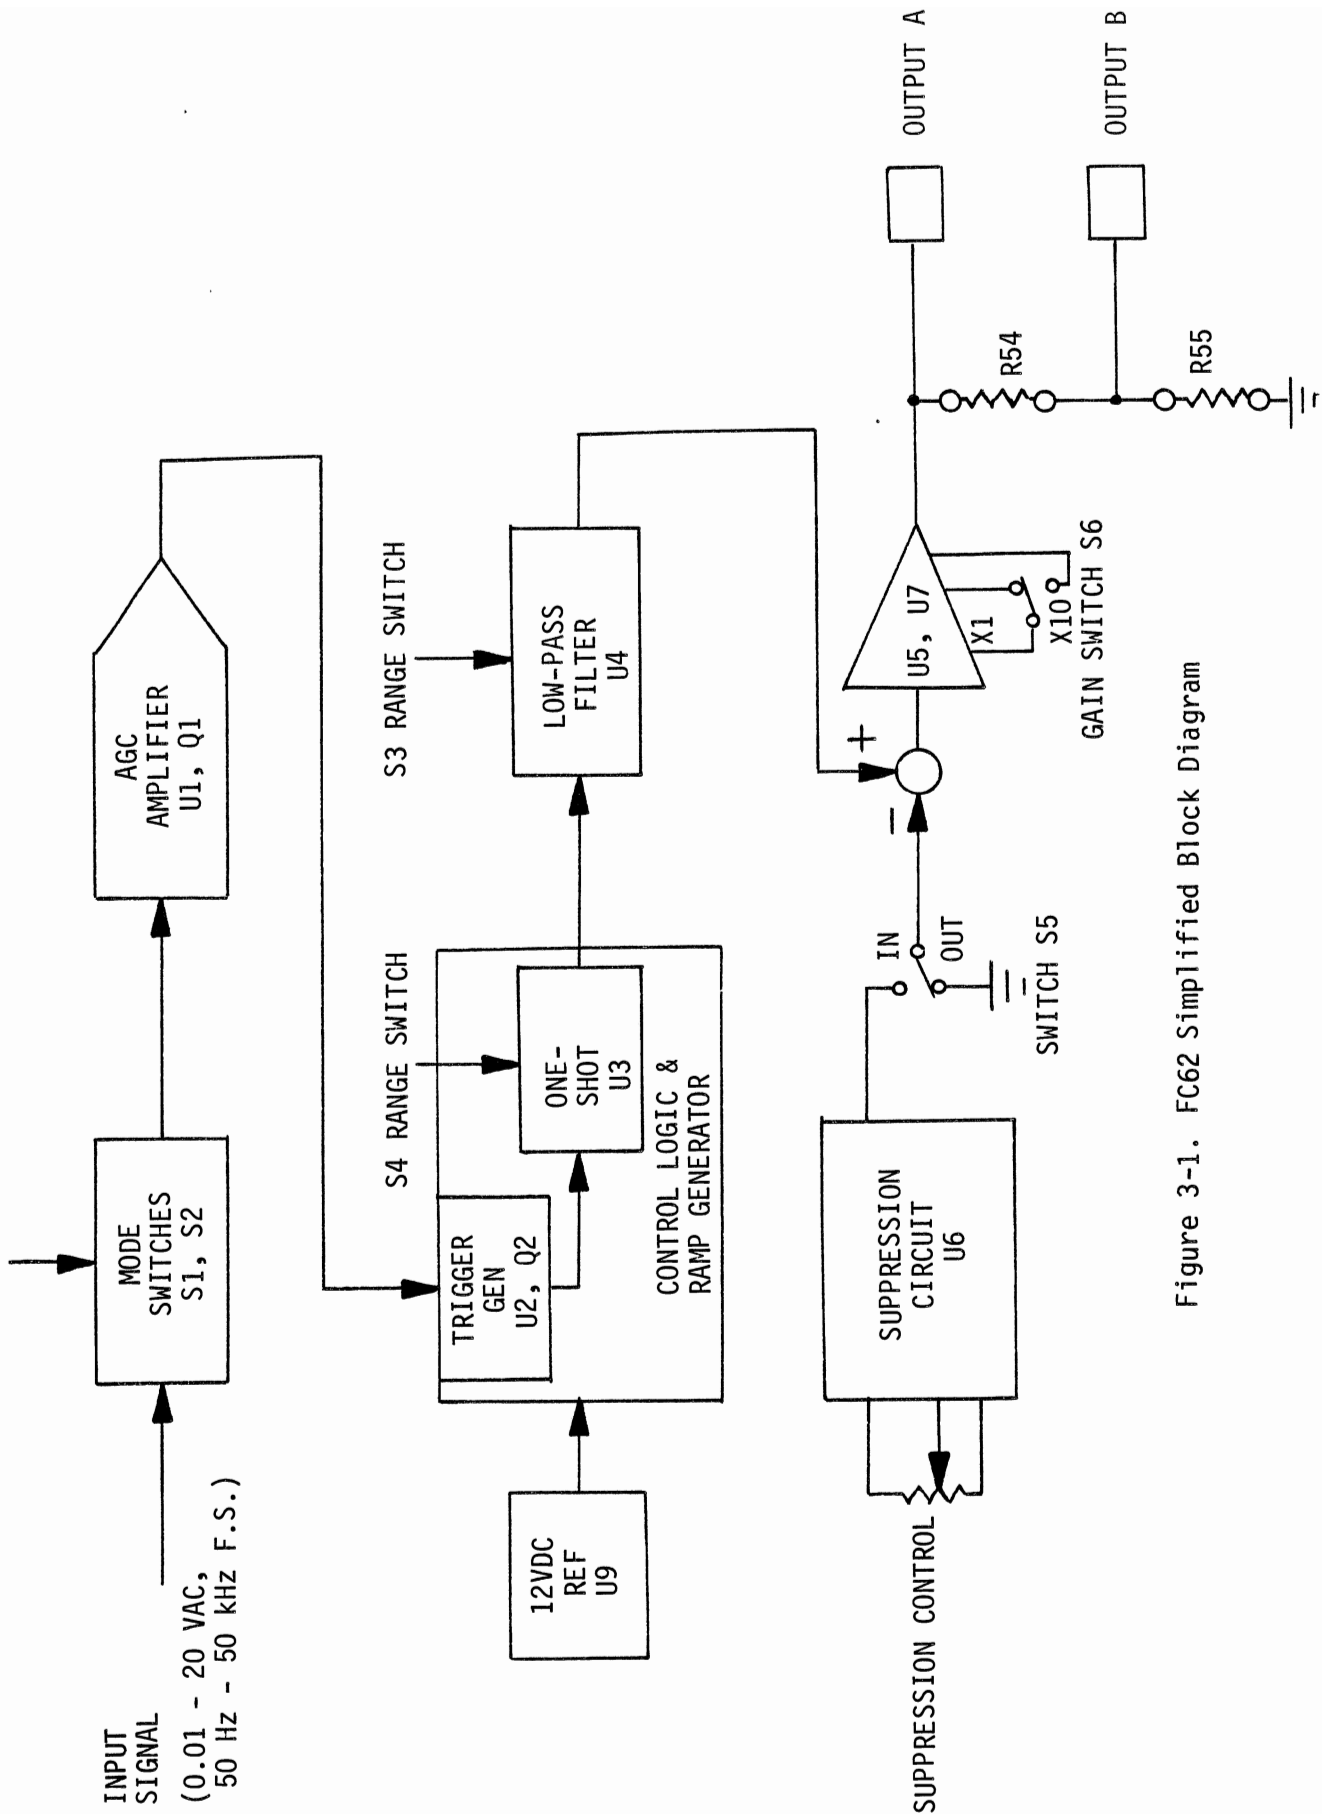 INPUT
SIGNAL
(0.01 - 20 VAC,
50 Hz - 50 kHz F.S.)
MODE
SWITCHES
S1, S2
AGC
AMPLIFIER
U1, Q1
12VDC
REF
U9
TRIGGER
GEN
U2, Q2
S4 RANGE SWITCH
ONE-
SHOT
U3
CONTROL LOGIC &
RAMP GENERATOR
S3 RANGE SWITCH
LOW-PASS
FILTER
U4
SUPPRESSION CONTROL
SUPPRESSION
CIRCUIT
U6
IN
OUT
SWITCH S5
-
+
U5, U7
X1
X10
GAIN SWITCH S6
R54
R55
OUTPUT A
OUTPUT B
Figure 3-1. FC62 Simplified Block Diagram